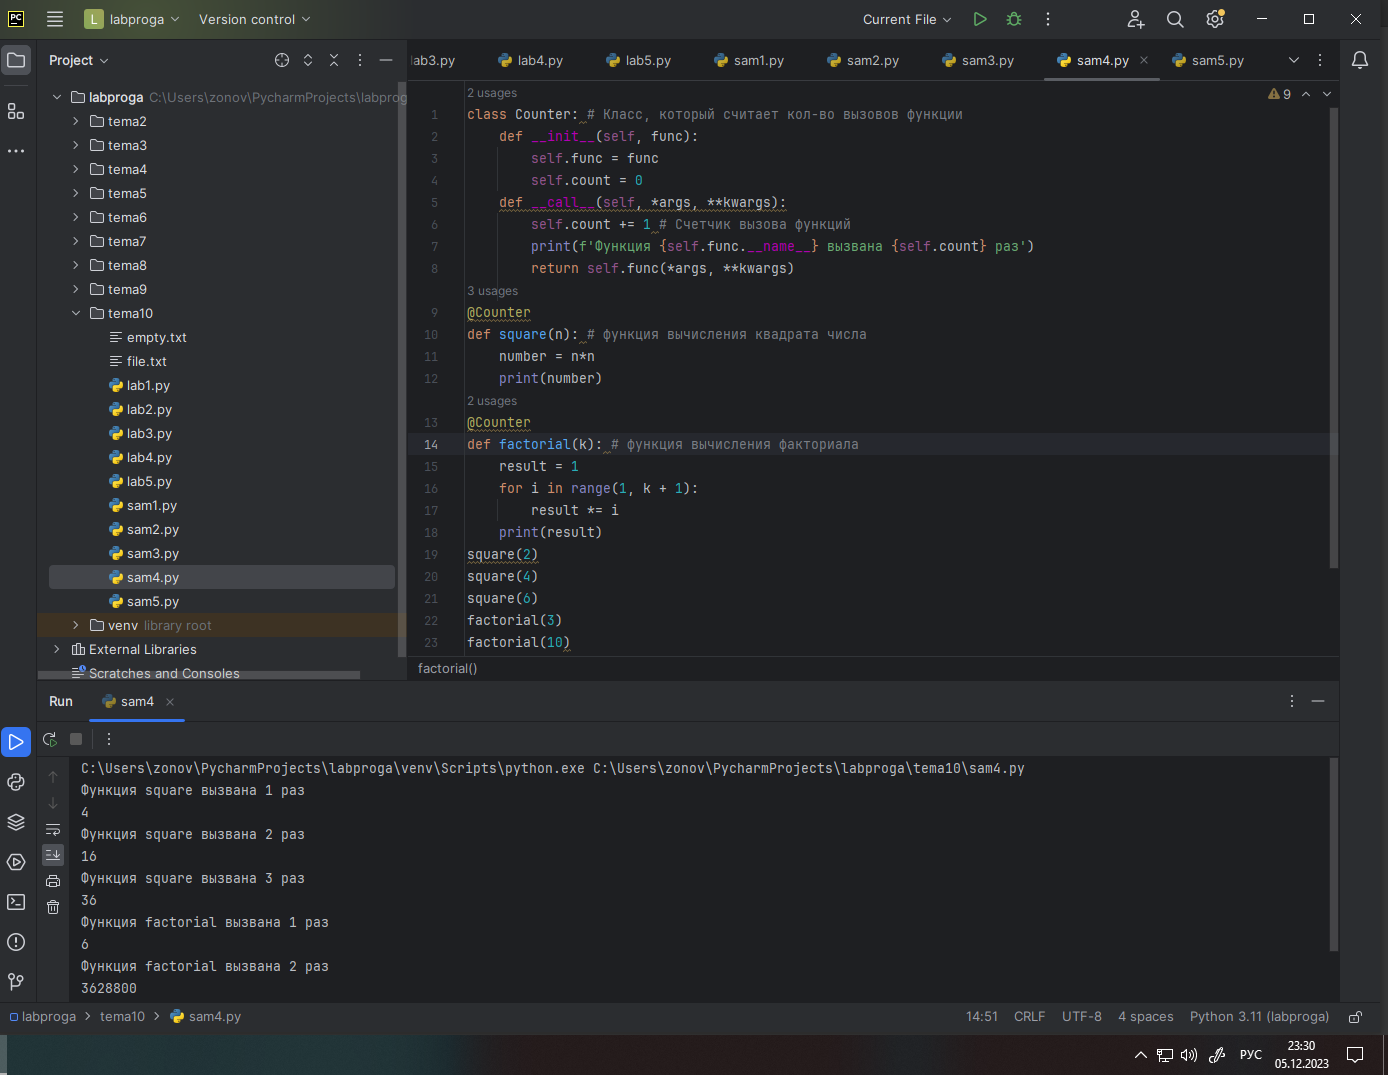 PC
L labproga Version control Current File
Project
lab3.py lab4.py lab5.py sam1.py sam2.py sam3.py sam4.py sam5.py
labproga C:\Users\zonov\PycharmProjects\labprog
tema2
tema3
tema4
tema5
tema6
tema7
tema8
tema9
tema10
empty.txt
file.txt
lab1.py
lab2.py
lab3.py
lab4.py
lab5.py
sam1.py
sam2.py
sam3.py
sam4.py
sam5.py
venv library root
External Libraries
Scratches and Consoles
2 usages
9
1 class Counter: # Класс, который считает кол-во вызовов функции
2 def __init__(self, func):
3 self.func = func
4 self.count = 0
5 def __call__(self, *args, **kwargs):
6 self.count += 1 # Счетчик вызова функций
7 print(f'Функция {self.func.__name__} вызвана {self.count} раз')
8 return self.func(*args, **kwargs)
3 usages
9 @Counter
10 def square(n): # функция вычисления квадрата числа
11 number = n*n
12 print(number)
2 usages
13 @Counter
14 def factorial(k): # функция вычисления факториала
15 result = 1
16 for i in range(1, k + 1):
17 result *= i
18 print(result)
19 square(2)
20 square(4)
21 square(6)
22 factorial(3)
23 factorial(10)
factorial()
Run sam4
C:\Users\zonov\PycharmProjects\labproga\venv\Scripts\python.exe C:\Users\zonov\PycharmProjects\labproga\tema10\sam4.py
Функция square вызвана 1 раз
4
Функция square вызвана 2 раз
16
Функция square вызвана 3 раз
36
Функция factorial вызвана 1 раз
6
Функция factorial вызвана 2 раз
3628800
labproga > tema10 > sam4.py 14:51 CRLF UTF-8 4 spaces Python 3.11 (labproga)
РУС
23:30
05.12.2023